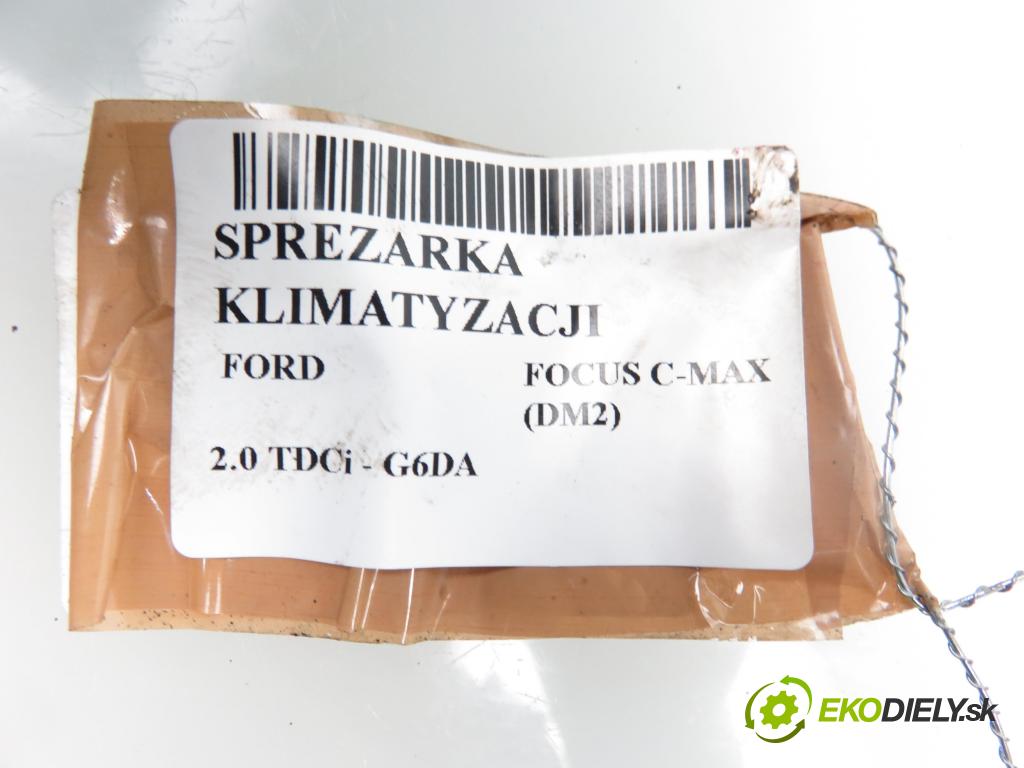 SPREZARKA
KLIMATYZACJI
FORD FOCUS C-MAX
(DM2)
2.0 TDCi - G6DA
EKODIELY.sk